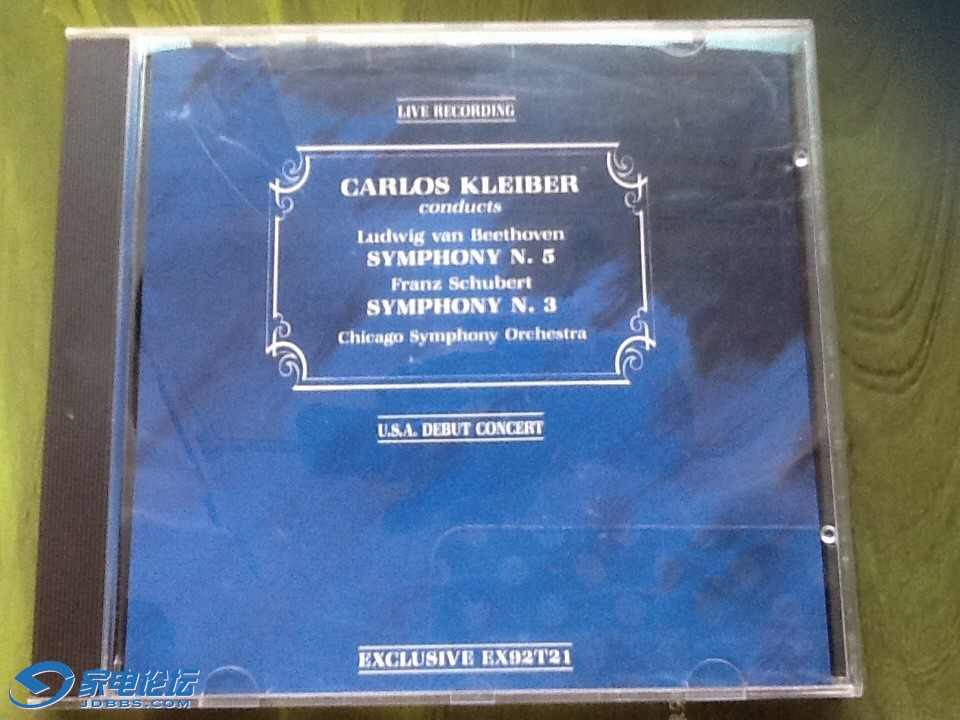 LIVE RECORDING
CARLOS KLEIBER
conducts
Ludwig van Beethoven
SYMPHONY N. 5
Franz Schubert
SYMPHONY N. 3
Chicago Symphony Orchestra
U.S.A. DEBUT CONCERT
EXCLUSIVE EX92T21
家电论坛
JDBBS.COM